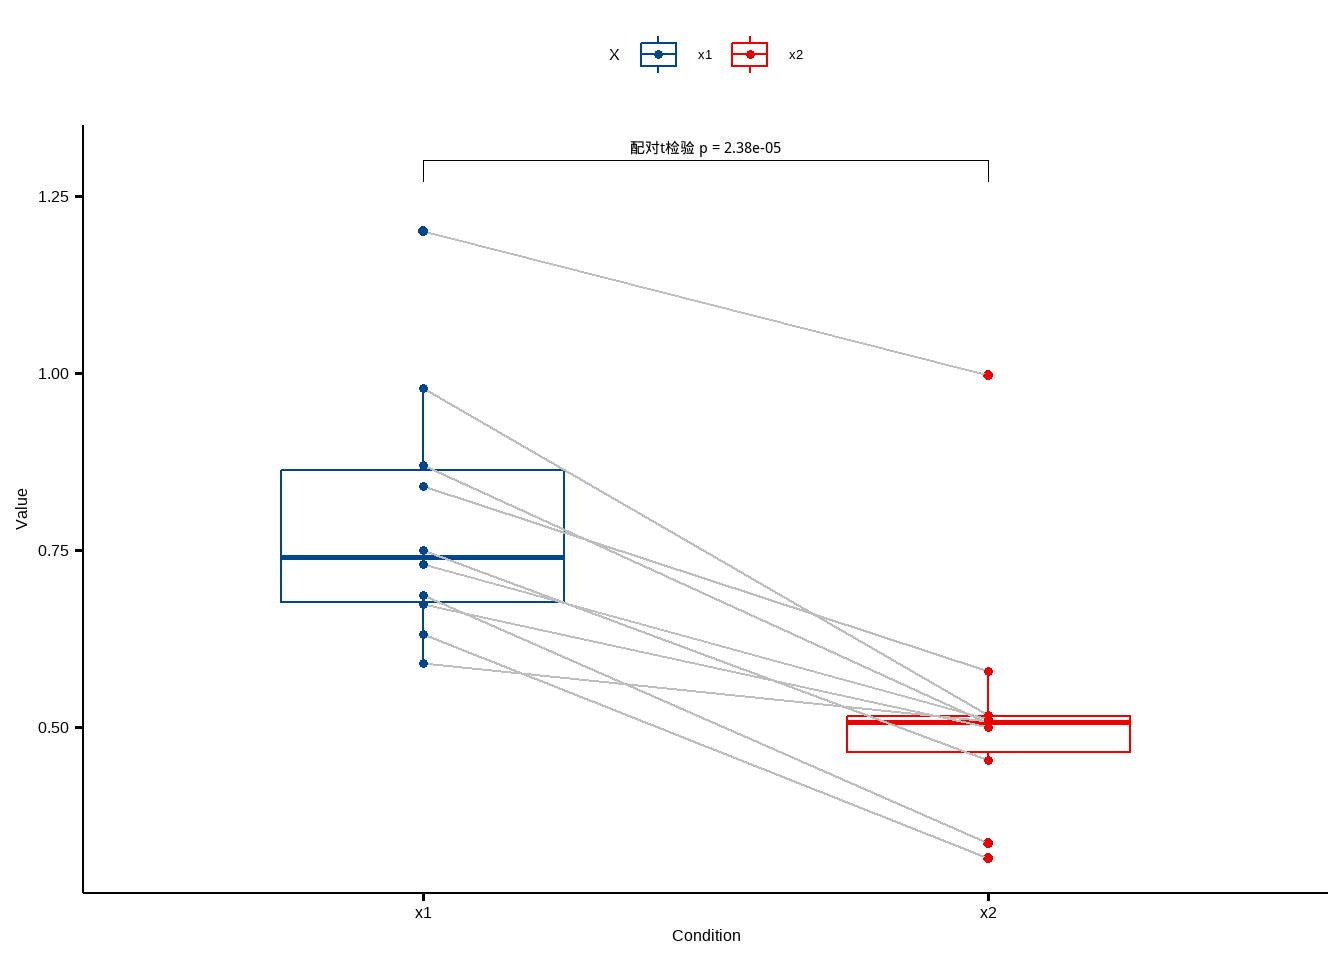 X x1 x2
配对t检验 p = 2.38e-05
1.25
1.00
0.75
0.50
Value
x1 x2
Condition